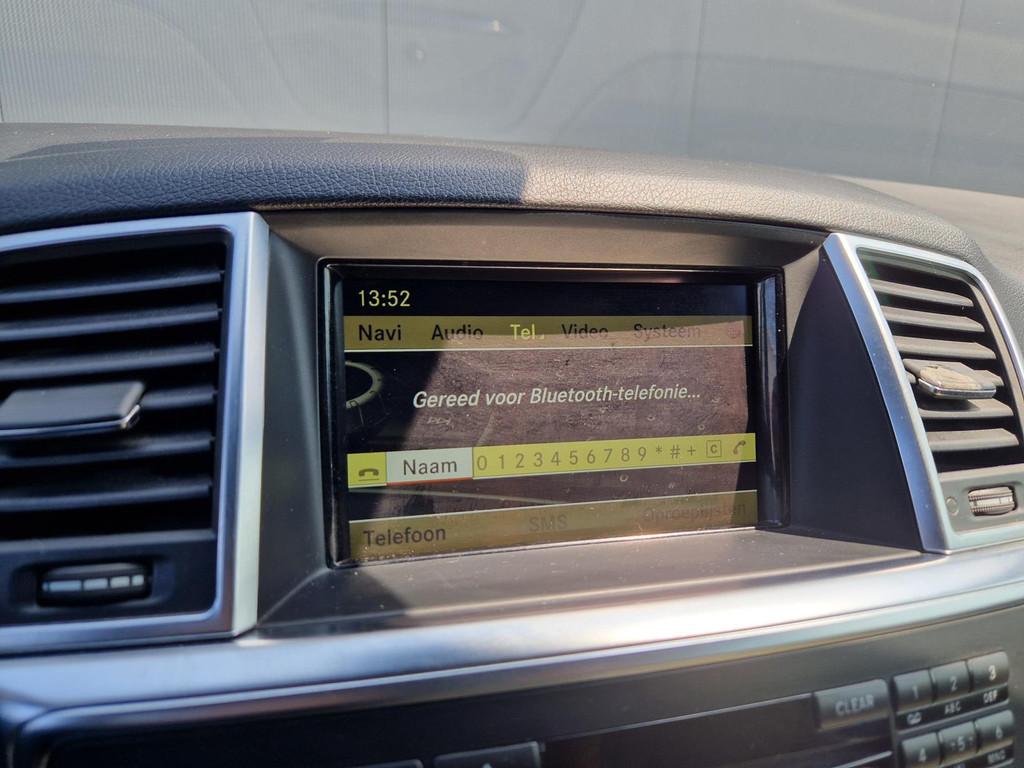 13:52
Navi Audio Tel. Video Systeem
Gereed voor Bluetooth-telefonie...
Naam 0 1 2 3 4 5 6 7 8 9 * # + C
Telefoon SMS Oproeplijsten
CLEAR 1 2 3
ABC DEF
4 5 6
MNO